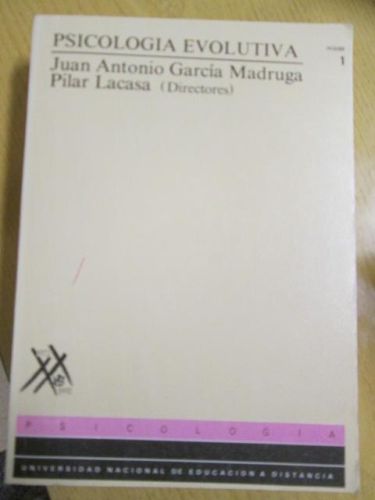 PSICOLOGIA EVOLUTIVA
1
Juan Antonio García Madruga
Pilar Lacasa (Directores)
PSICOLOGIA
UNIVERSIDAD NACIONAL DE EDUCACION A DISTANCIA